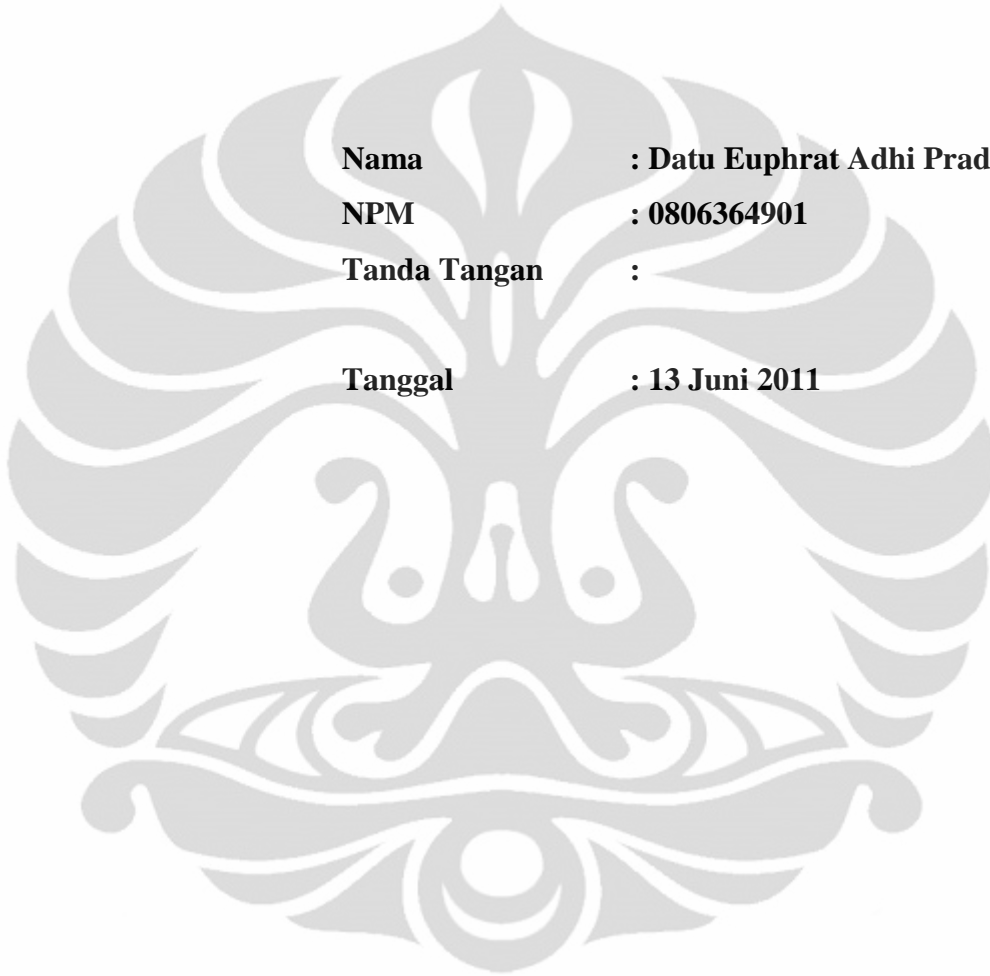 Nama : Datu Euphrat Adhi Prad
NPM : 0806364901
Tanda Tangan :
Tanggal : 13 Juni 2011